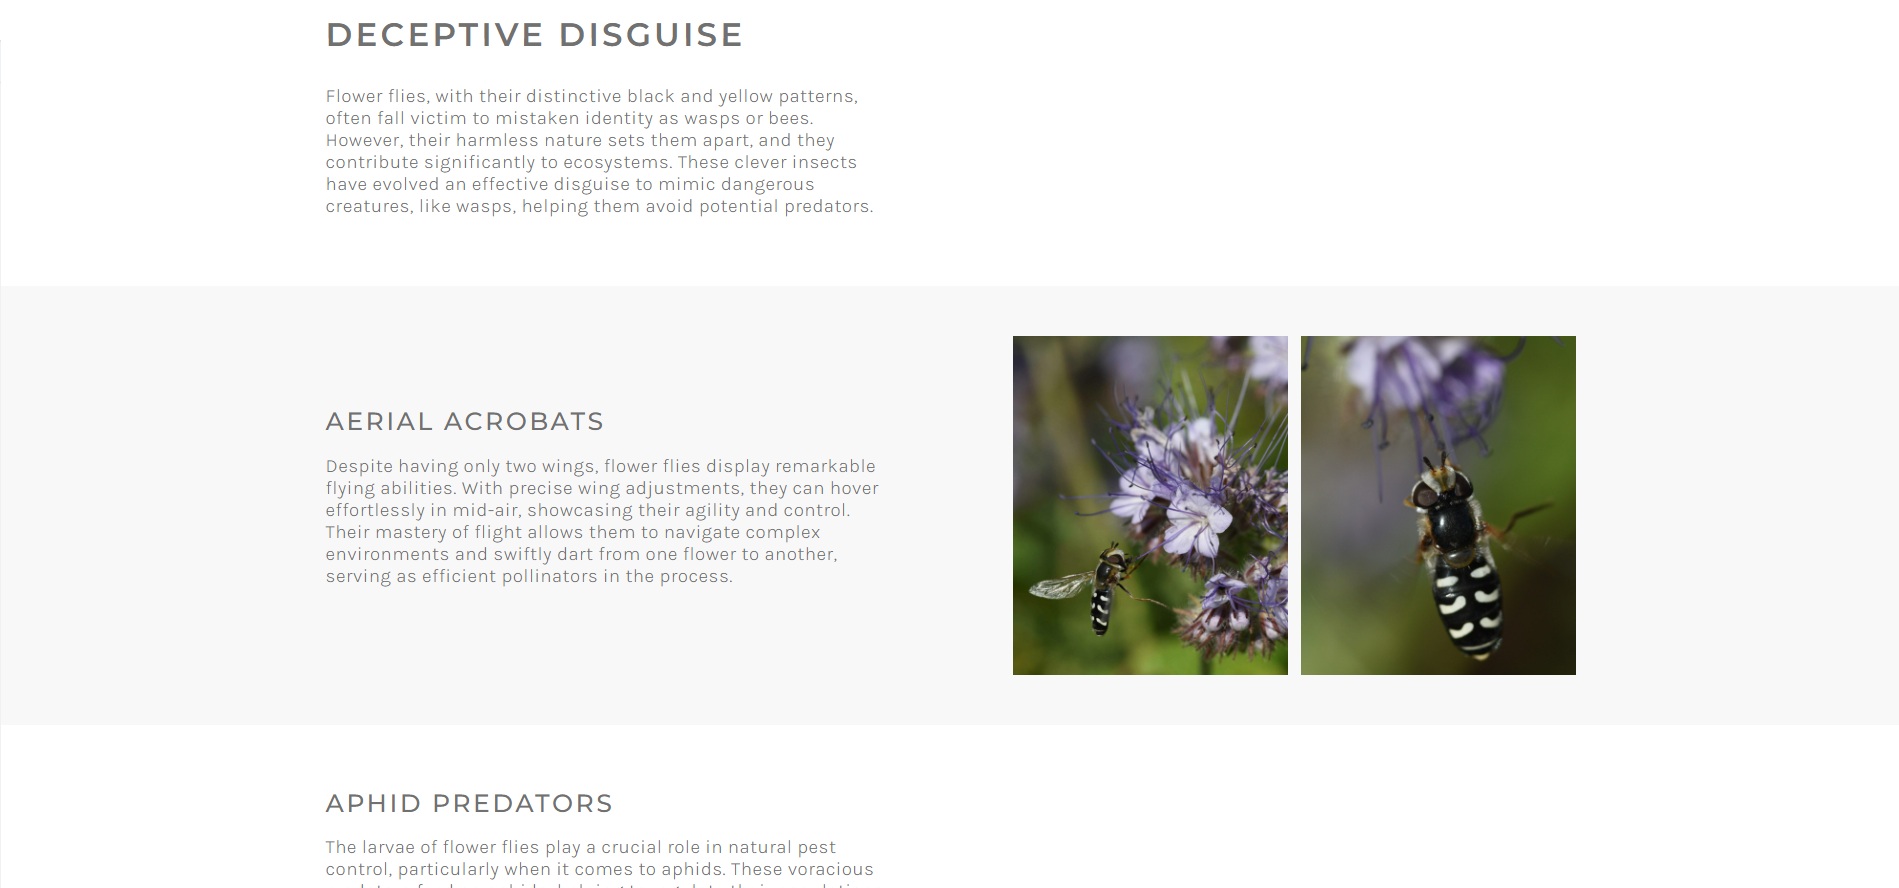 DECEPTIVE DISGUISE
Flower flies, with their distinctive black and yellow patterns,
often fall victim to mistaken identity as wasps or bees.
However, their harmless nature sets them apart, and they
contribute significantly to ecosystems. These clever insects
have evolved an effective disguise to mimic dangerous
creatures, like wasps, helping them avoid potential predators.
AERIAL ACROBATS
Despite having only two wings, flower flies display remarkable
flying abilities. With precise wing adjustments, they can hover
effortlessly in mid-air, showcasing their agility and control.
Their mastery of flight allows them to navigate complex
environments and swiftly dart from one flower to another,
serving as efficient pollinators in the process.
APHID PREDATORS
The larvae of flower flies play a crucial role in natural pest
control, particularly when it comes to aphids. These voracious